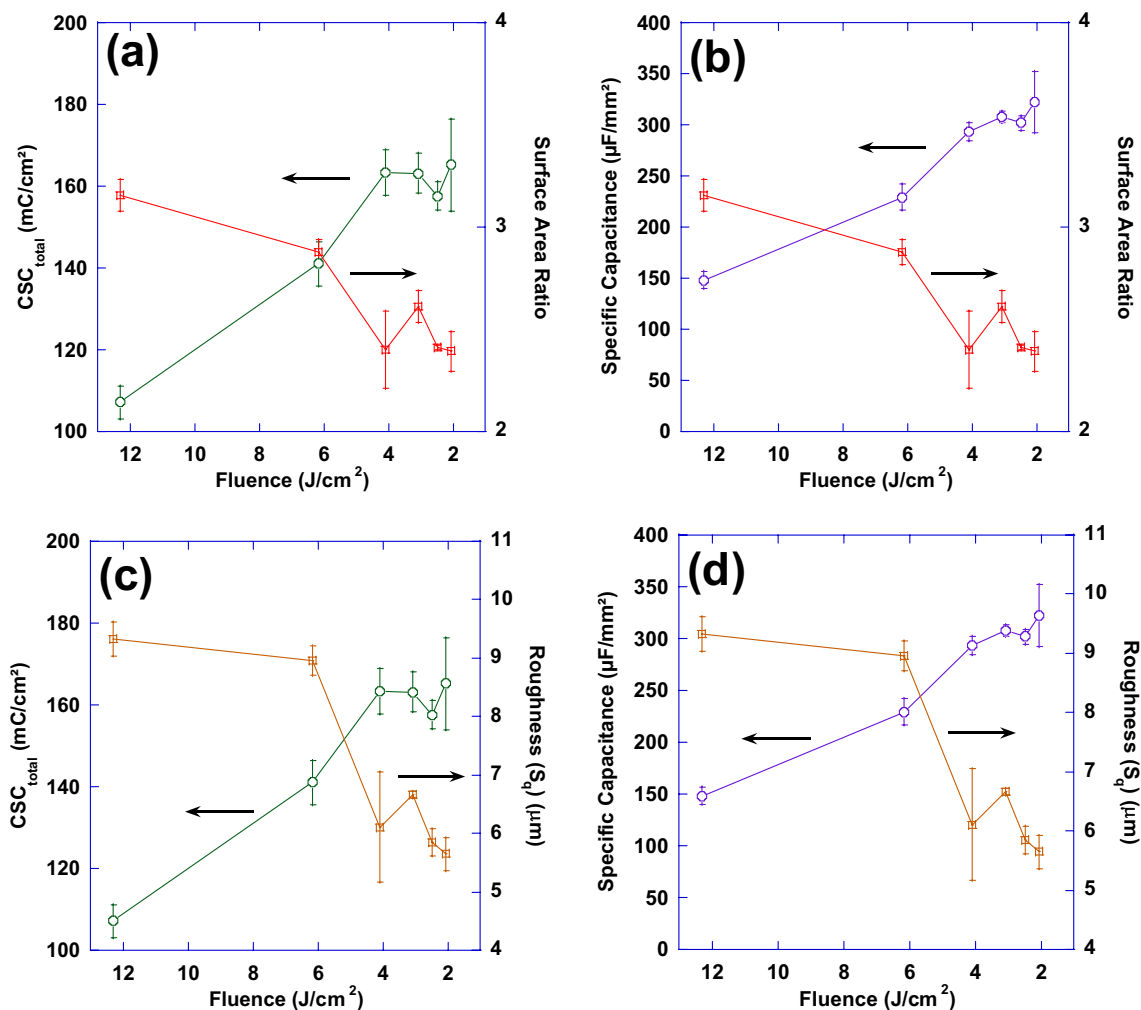 (a)
200
180
160
140
120
100
CSC_total (mC/cm²)
4
3
2
Surface Area Ratio
12 10 8 6 4 2
Fluence (J/cm²)
(b)
400
350
300
250
200
150
100
50
0
Specific Capacitance (µF/mm²)
4
3
2
Surface Area Ratio
12 10 8 6 4 2
Fluence (J/cm²)
(c)
200
180
160
140
120
100
CSC_total (mC/cm²)
11
10
9
8
7
6
5
4
Roughness (S_q) (µm)
12 10 8 6 4 2
Fluence (J/cm²)
(d)
400
350
300
250
200
150
100
50
0
Specific Capacitance (µF/mm²)
11
10
9
8
7
6
5
4
Roughness (S_q) (µm)
12 10 8 6 4 2
Fluence (J/cm²)